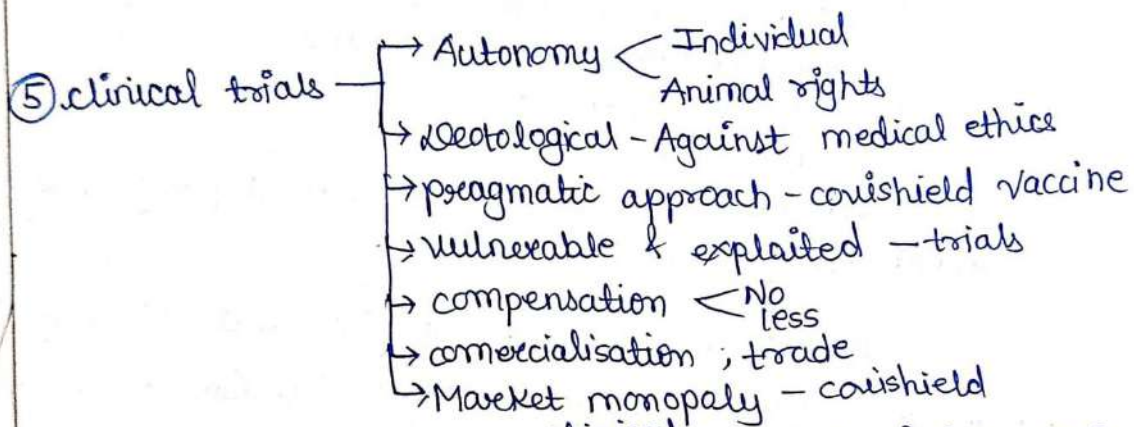 Individual
→ Autonomy <
Animal rights
⑤.clinical trials
→ Deotological - Against medical ethics
→ preagmatic approach - covishield vaccine
→ vulnerable & explaited - trials
→ compensation < No
less
→ comercialisation ; trade
→ Market monopaly - covishield